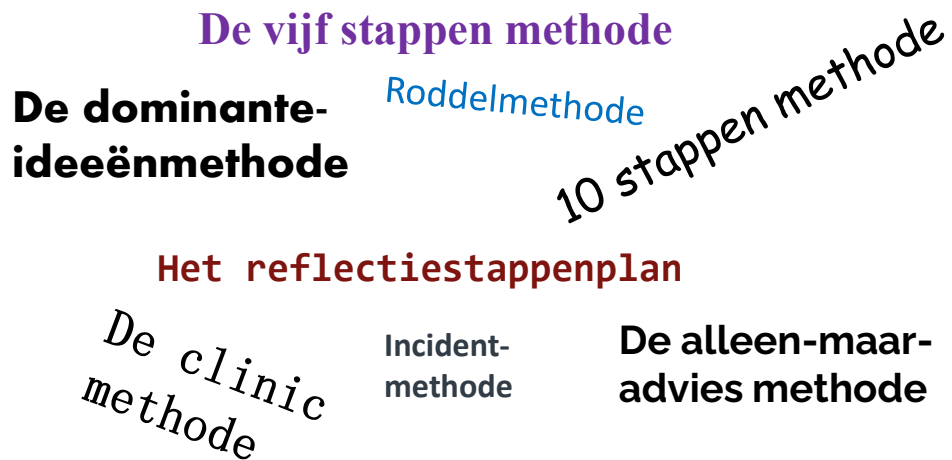 De vijf stappen methode
De dominante-
ideeënmethode
Roddelmethode
10 stappen methode
Het reflectiestappenplan
De clinic
methode
Incident-
methode
De alleen-maar-
advies methode